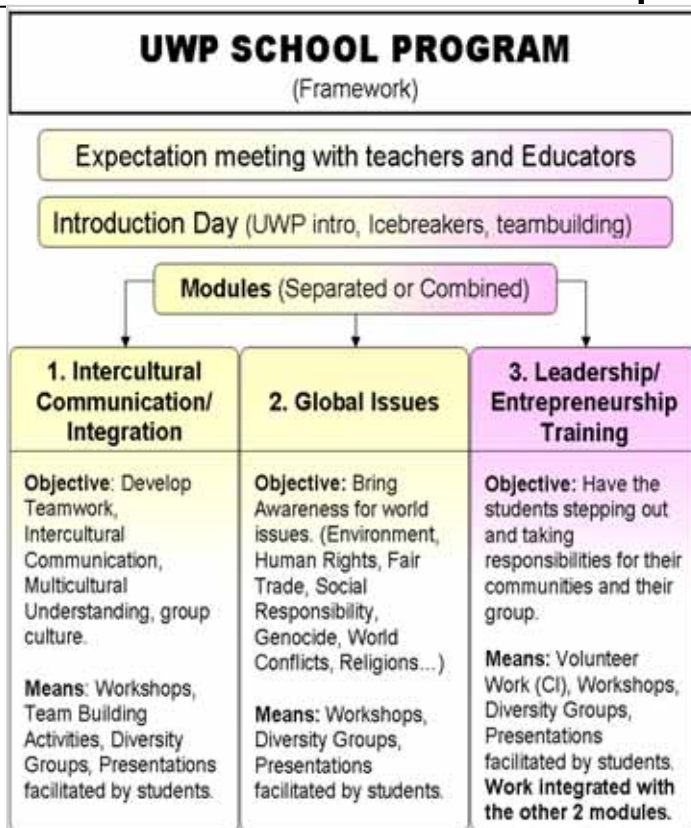 UWP SCHOOL PROGRAM
(Framework)
Expectation meeting with teachers and Educators
Introduction Day (UWP intro, Icebreakers, teambuilding)
Modules (Separated or Combined)
1. Intercultural
Communication/
Integration
Objective: Develop
Teamwork,
Intercultural
Communication,
Multicultural
Understanding, group
culture.
Means: Workshops,
Team Building
Activities, Diversity
Groups, Presentations
facilitated by students.
2. Global Issues
Objective: Bring
Awareness for world
issues. (Environment,
Human Rights, Fair
Trade, Social
Responsibility,
Genocide, World
Conflicts, Religions...)
Means: Workshops,
Diversity Groups,
Presentations
facilitated by students.
3. Leadership/
Entrepreneurship
Training
Objective: Have the
students stepping out
and taking
responsibilities for their
communities and their
group.
Means: Volunteer
Work (CI), Workshops,
Diversity Groups,
Presentations
facilitated by students.
Work integrated with
the other 2 modules.